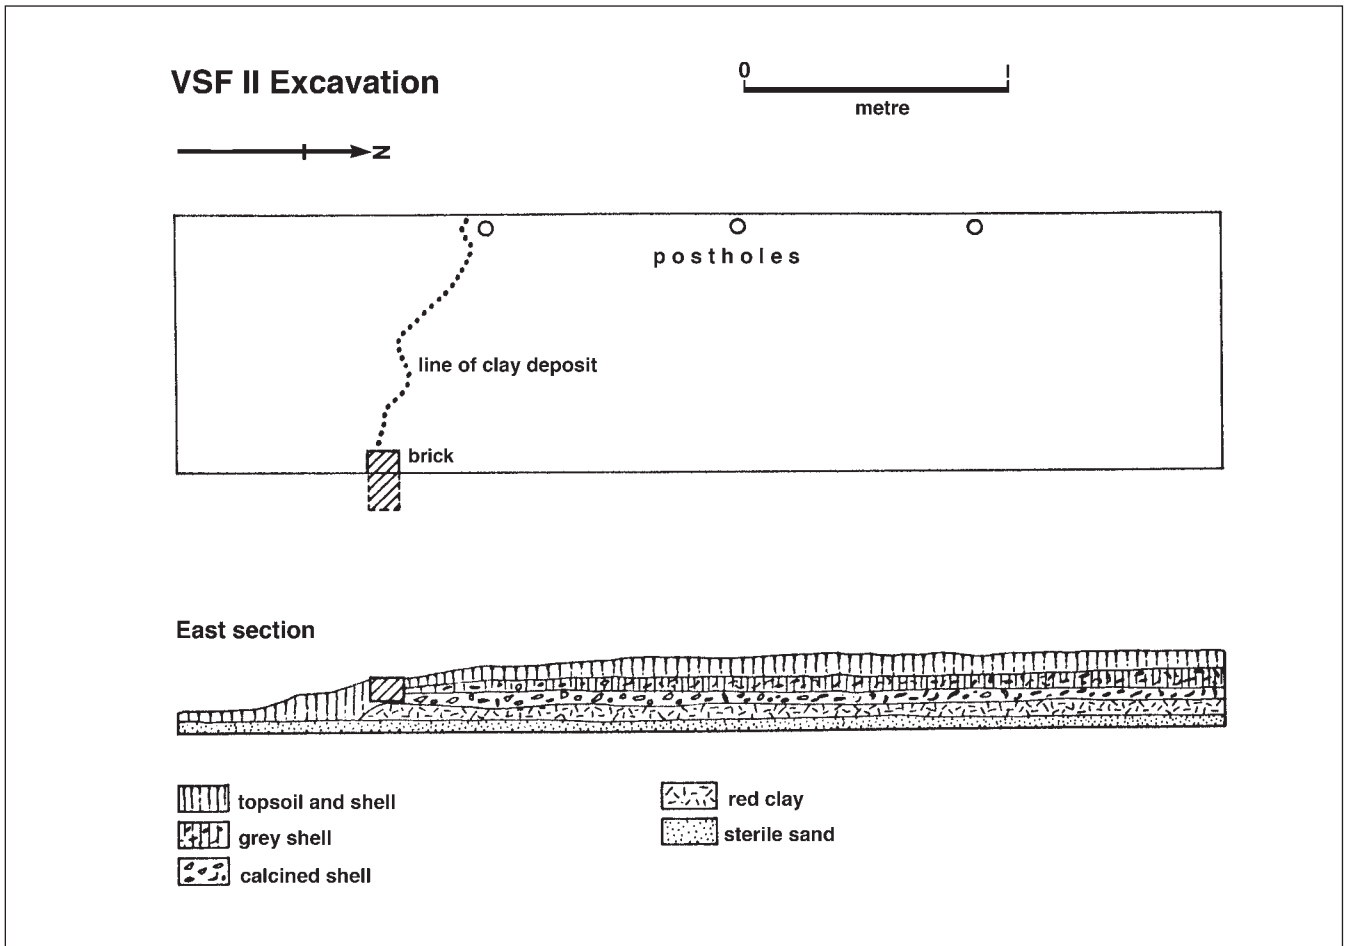 VSF II Excavation
0 1
metre
N
postholes
line of clay deposit
brick
East section
topsoil and shell
grey shell
calcined shell
red clay
sterile sand